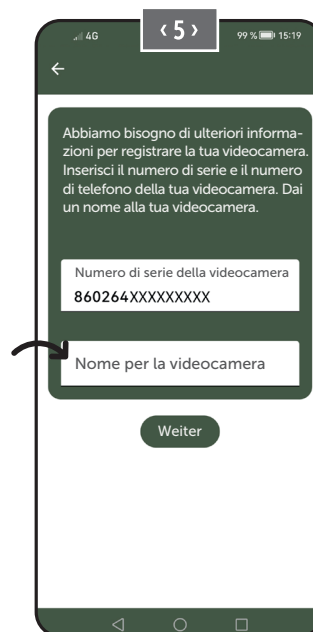 4G
‹ 5 ›
99 % 15:19
Abbiamo bisogno di ulteriori informa-
zioni per registrare la tua videocamera.
Inserisci il numero di serie e il numero
di telefono della tua videocamera. Dai
un nome alla tua videocamera.
Numero di serie della videocamera
860264XXXXXXXXX
Nome per la videocamera
Weiter